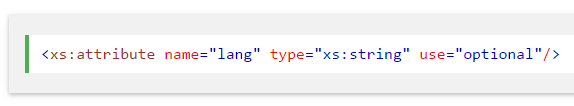 <xs:attribute name="lang" type="xs:string" use="optional"/>